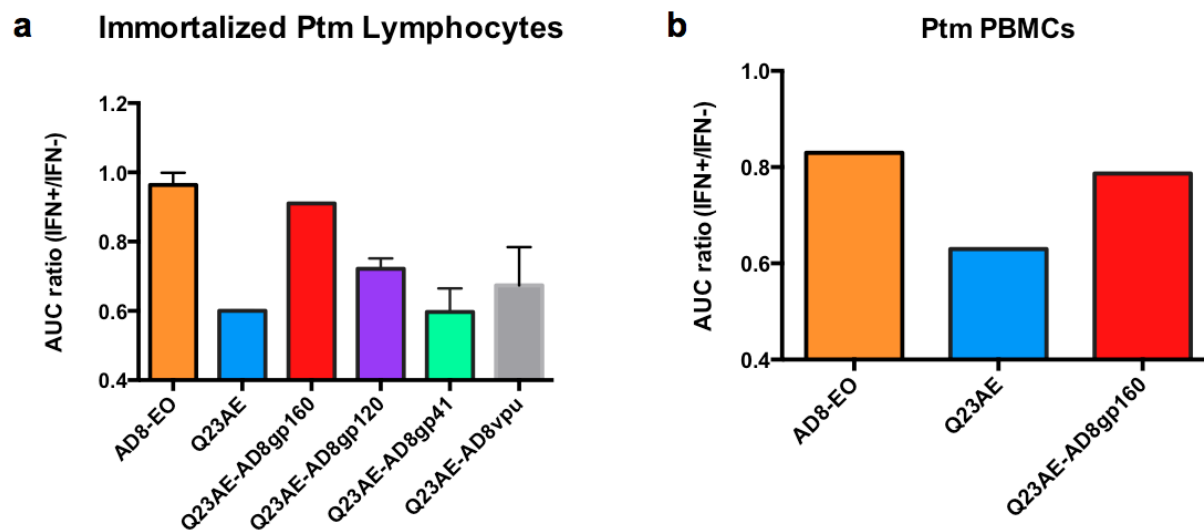 a Immortalized Ptm Lymphocytes
AUC ratio (IFN+/IFN-)
1.2
1.0
0.8
0.6
0.4
AD8-EO
Q23AE
Q23AE-AD8gp160
Q23AE-AD8gp120
Q23AE-AD8gp41
Q23AE-AD8vpu
b Ptm PBMCs
AUC ratio (IFN+/IFN-)
1.0
0.8
0.6
0.4
AD8-EO
Q23AE
Q23AE-AD8gp160